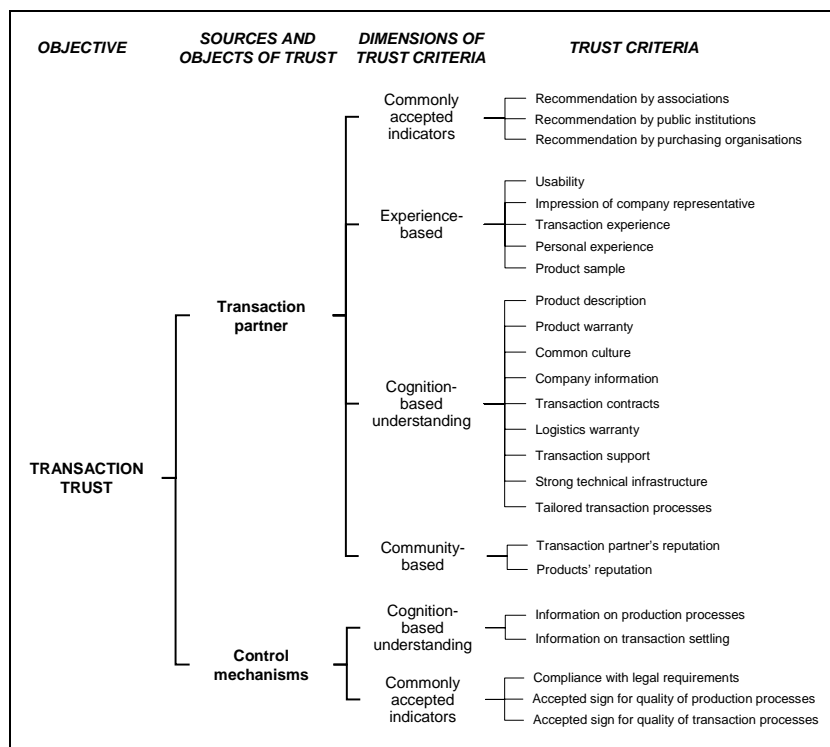 OBJECTIVE
SOURCES AND
OBJECTS OF TRUST
DIMENSIONS OF
TRUST CRITERIA
TRUST CRITERIA
TRANSACTION
TRUST
Transaction
partner
Commonly
accepted
indicators
Recommendation by associations
Recommendation by public institutions
Recommendation by purchasing organisations
Experience-
based
Usability
Impression of company representative
Transaction experience
Personal experience
Product sample
Cognition-
based
understanding
Product description
Product warranty
Common culture
Company information
Transaction contracts
Logistics warranty
Transaction support
Strong technical infrastructure
Tailored transaction processes
Community-
based
Transaction partner's reputation
Products' reputation
Control
mechanisms
Cognition-
based
understanding
Information on production processes
Information on transaction settling
Commonly
accepted
indicators
Compliance with legal requirements
Accepted sign for quality of production processes
Accepted sign for quality of transaction processes